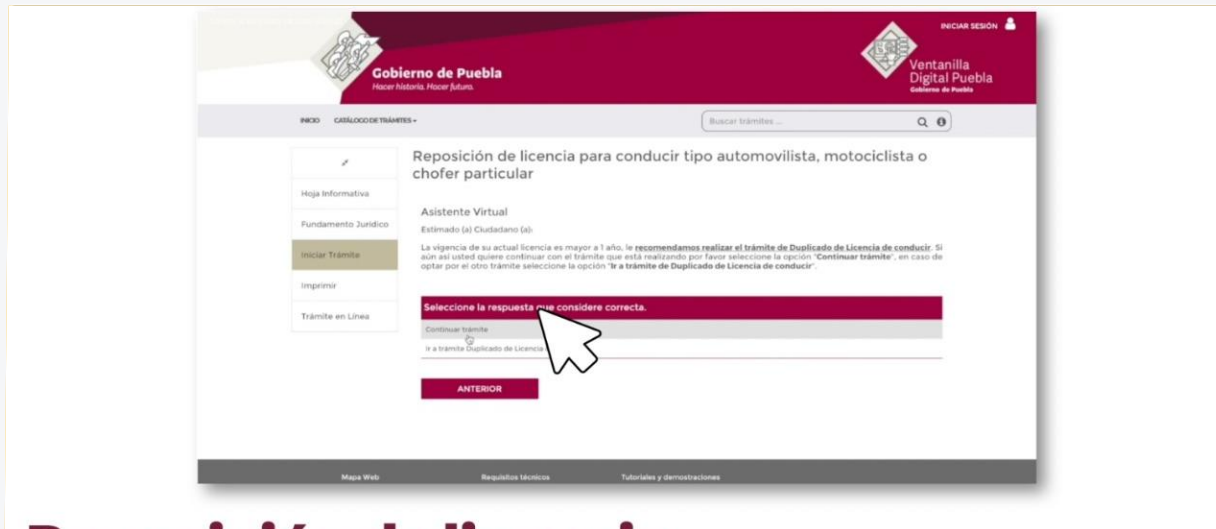 INICIAR SESIÓN
Gobierno de Puebla
Hacer historia. Hacer futuro.
Ventanilla
Digital Puebla
Gobierno de Puebla
INICIO CATÁLOGO DE TRÁMITES
Buscar trámites ...
Reposición de licencia para conducir tipo automovilista, motociclista o
chofer particular
Hoja Informativa
Fundamento Jurídico
Iniciar Trámite
Imprimir
Trámite en Línea
Asistente Virtual
Estimado (a) Ciudadano (a):
La vigencia de su actual licencia es mayor a 1 año, le recomendamos realizar el trámite de Duplicado de Licencia de conducir. Si
aún así usted quiere continuar con el trámite que está realizando por favor seleccione la opción "Continuar trámite", en caso de
optar por el otro trámite seleccione la opción "Ir a trámite de Duplicado de Licencia de conducir".
Seleccione la respuesta que considere correcta.
Continuar trámite
Ir a trámite Duplicado de Licencia
ANTERIOR
Mapa Web Requisitos técnicos Tutoriales y demostraciones